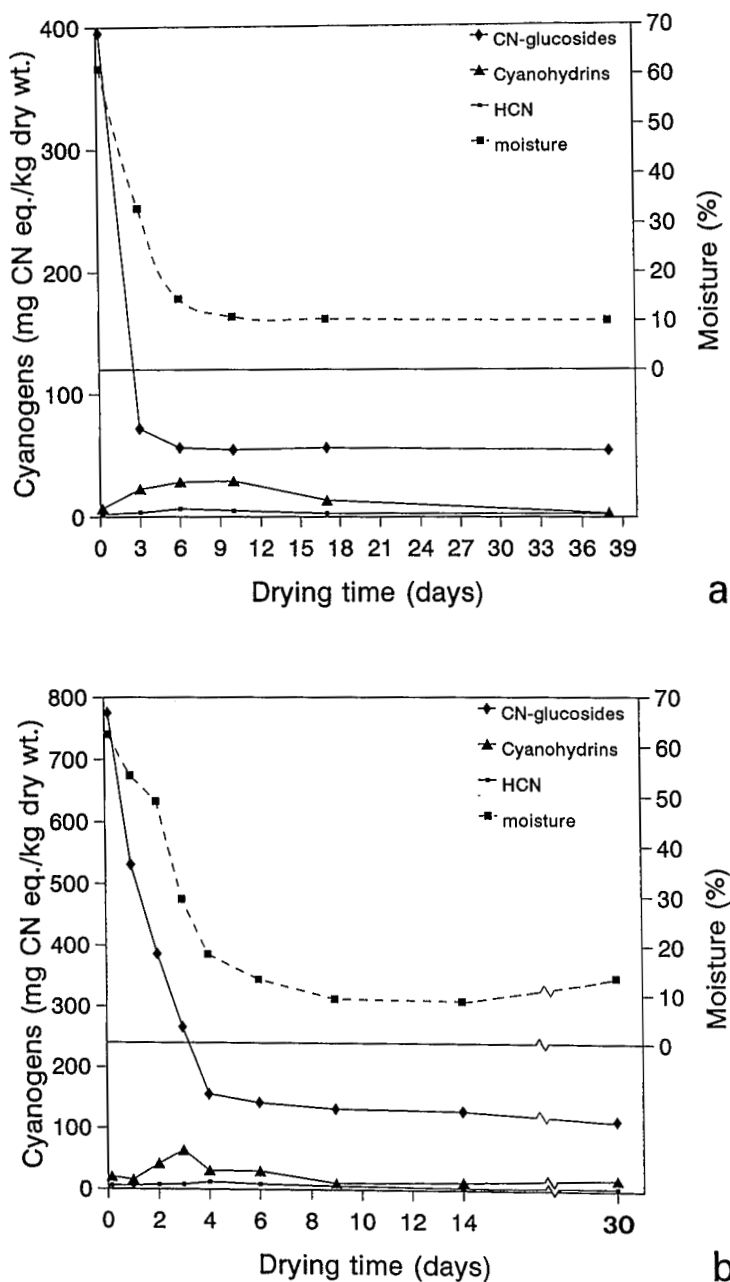 400
300
200
100
0
Cyanogens (mg CN eq./kg dry wt.)
CN-glucosides
Cyanohydrins
HCN
moisture
70
60
50
40
30
20
10
0
Moisture (%)
0 3 6 9 12 15 18 21 24 27 30 33 36 39
Drying time (days)
a
800
700
600
500
400
300
200
100
0
Cyanogens (mg CN eq./kg dry wt.)
CN-glucosides
Cyanohydrins
HCN
moisture
70
60
50
40
30
20
10
0
Moisture (%)
0 2 4 6 8 10 12 14 30
Drying time (days)
b